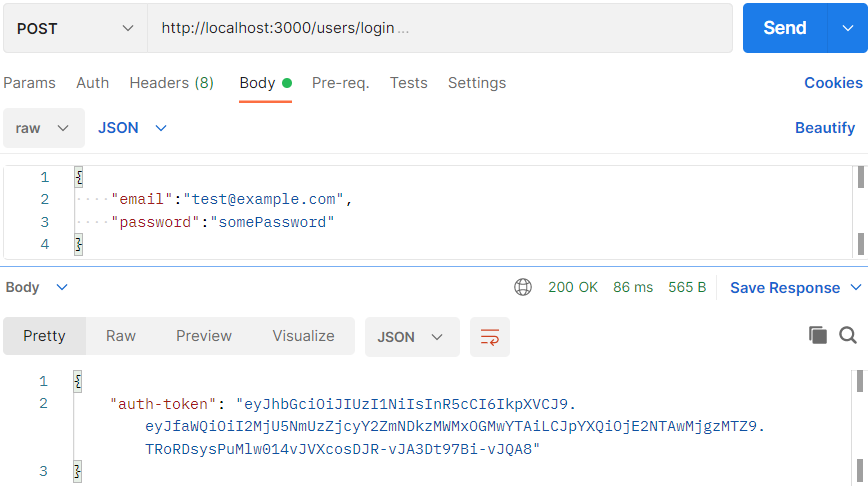 POST http://localhost:3000/users/login ... Send
Params Auth Headers (8) Body Pre-req. Tests Settings Cookies
raw JSON Beautify
1 {
2 "email":"test@example.com",
3 "password":"somePassword"
4 }
Body 200 OK 86 ms 565 B Save Response
Pretty Raw Preview Visualize JSON
1 {
2 "auth-token": "eyJhbGciOiJIUzI1NiIsInR5cCI6IkpXVCJ9.
eyJfaWQiOiI2MjU5NmUzZjcyY2ZmNDkzMWMxOGMwYTAiLCJpYXQiOjE2NTAwMjgzMTZ9.
TRoRDsysPuMlw014vJVXcosDJR-vJA3Dt97Bi-vJQA8"
3 }